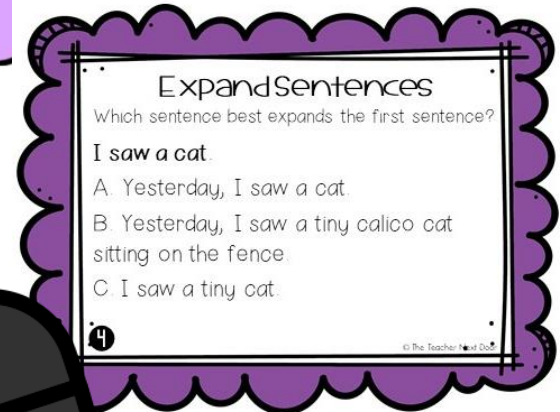 Expand Sentences
Which sentence best expands the first sentence?
I saw a cat.
A. Yesterday, I saw a cat.
B. Yesterday, I saw a tiny calico cat
sitting on the fence.
C. I saw a tiny cat.
4
© The Teacher Next Door